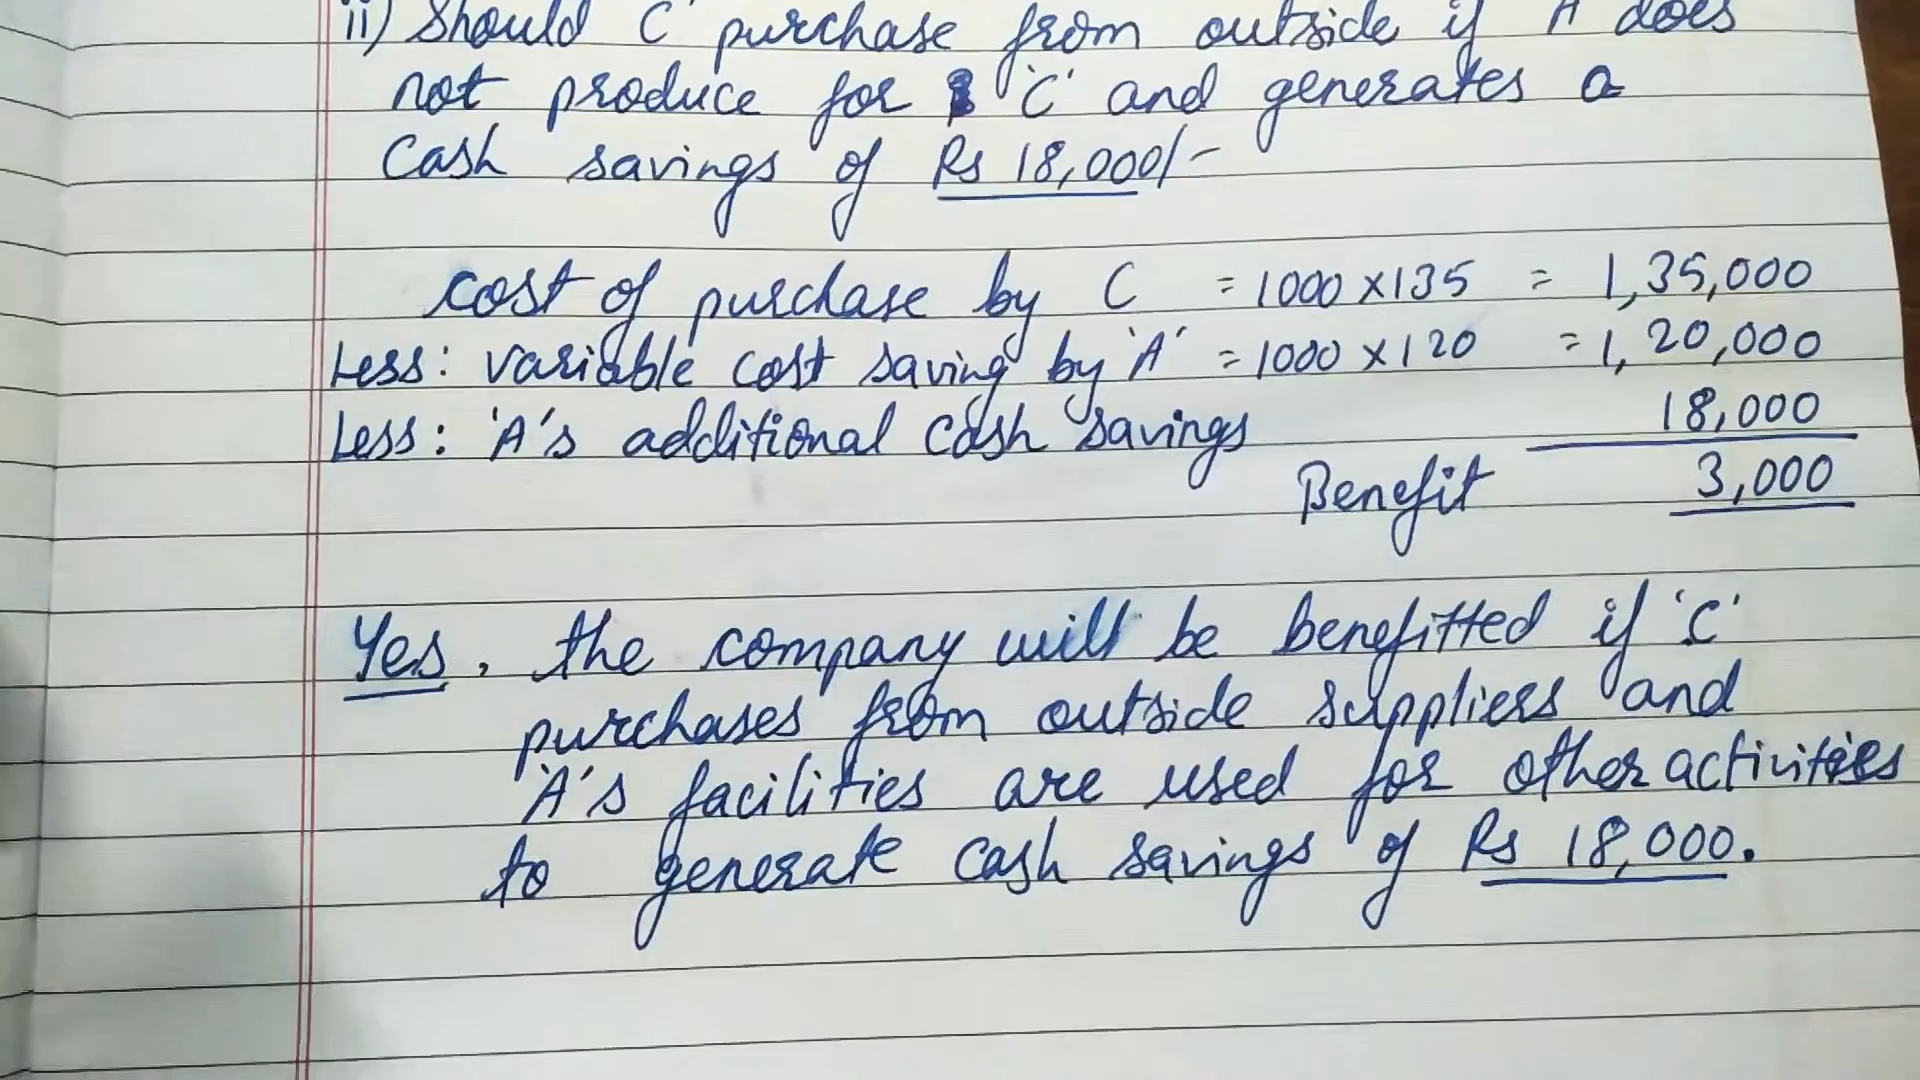 ii) Should C purchase from outside if A does
not produce for 'C' and generates a
Cash savings of Rs 18,000/-
cost of purchase by C = 1000 x 135 = 1,35,000
Less: variable cost saving by 'A' = 1000 x 120 = 1,20,000
Less: 'A's additional cash savings 18,000
Benefit 3,000
Yes, the company will be benefitted if 'C'
purchases from outside suppliers and
'A's facilities are used for other activities
to generate cash savings of Rs 18,000.